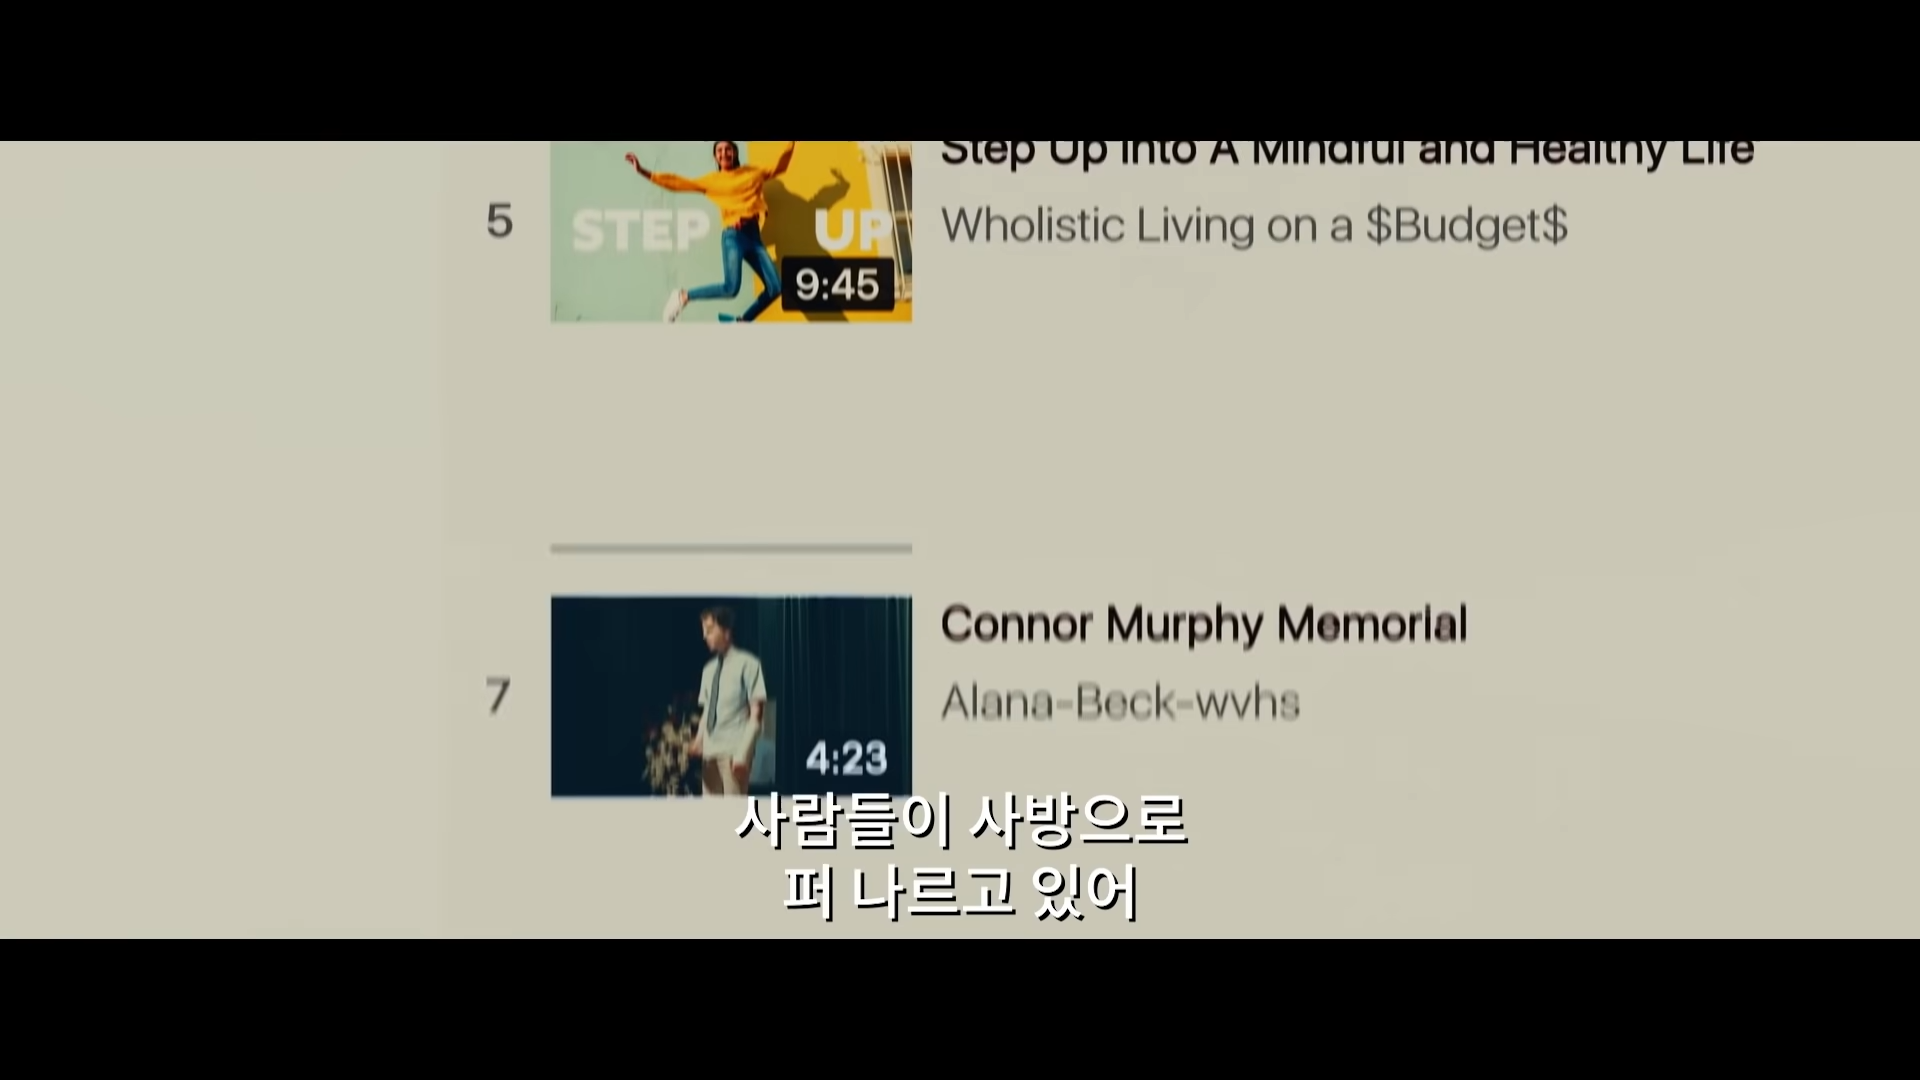 Step Up Into A Mindful and Healthy Life
5
STEP UP
Wholistic Living on a $Budget$
9:45
Connor Murphy Memorial
7
Alana-Beck-wvhs
4:23
사람들이 사방으로
퍼 나르고 있어